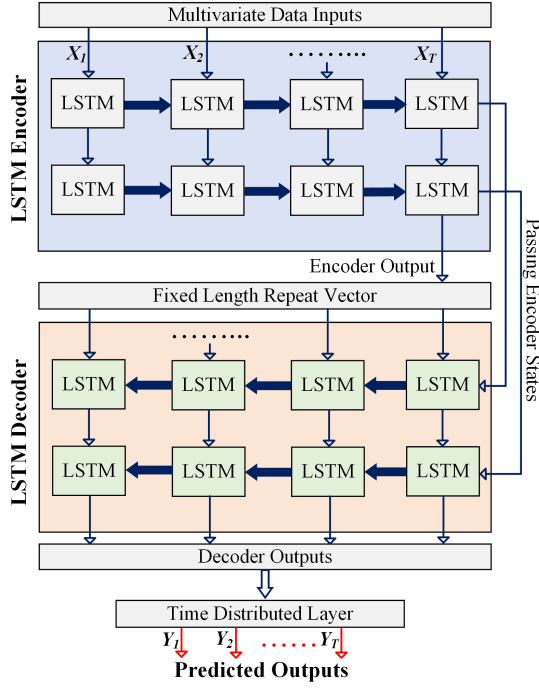 Multivariate Data Inputs
X1 X2 ......... XT
LSTM Encoder
LSTM LSTM LSTM LSTM
LSTM LSTM LSTM LSTM
Encoder Output
Passing Encoder States
Fixed Length Repeat Vector
LSTM Decoder
.........
LSTM LSTM LSTM LSTM
LSTM LSTM LSTM LSTM
Decoder Outputs
Time Distributed Layer
Y1 Y2 ...... YT
Predicted Outputs